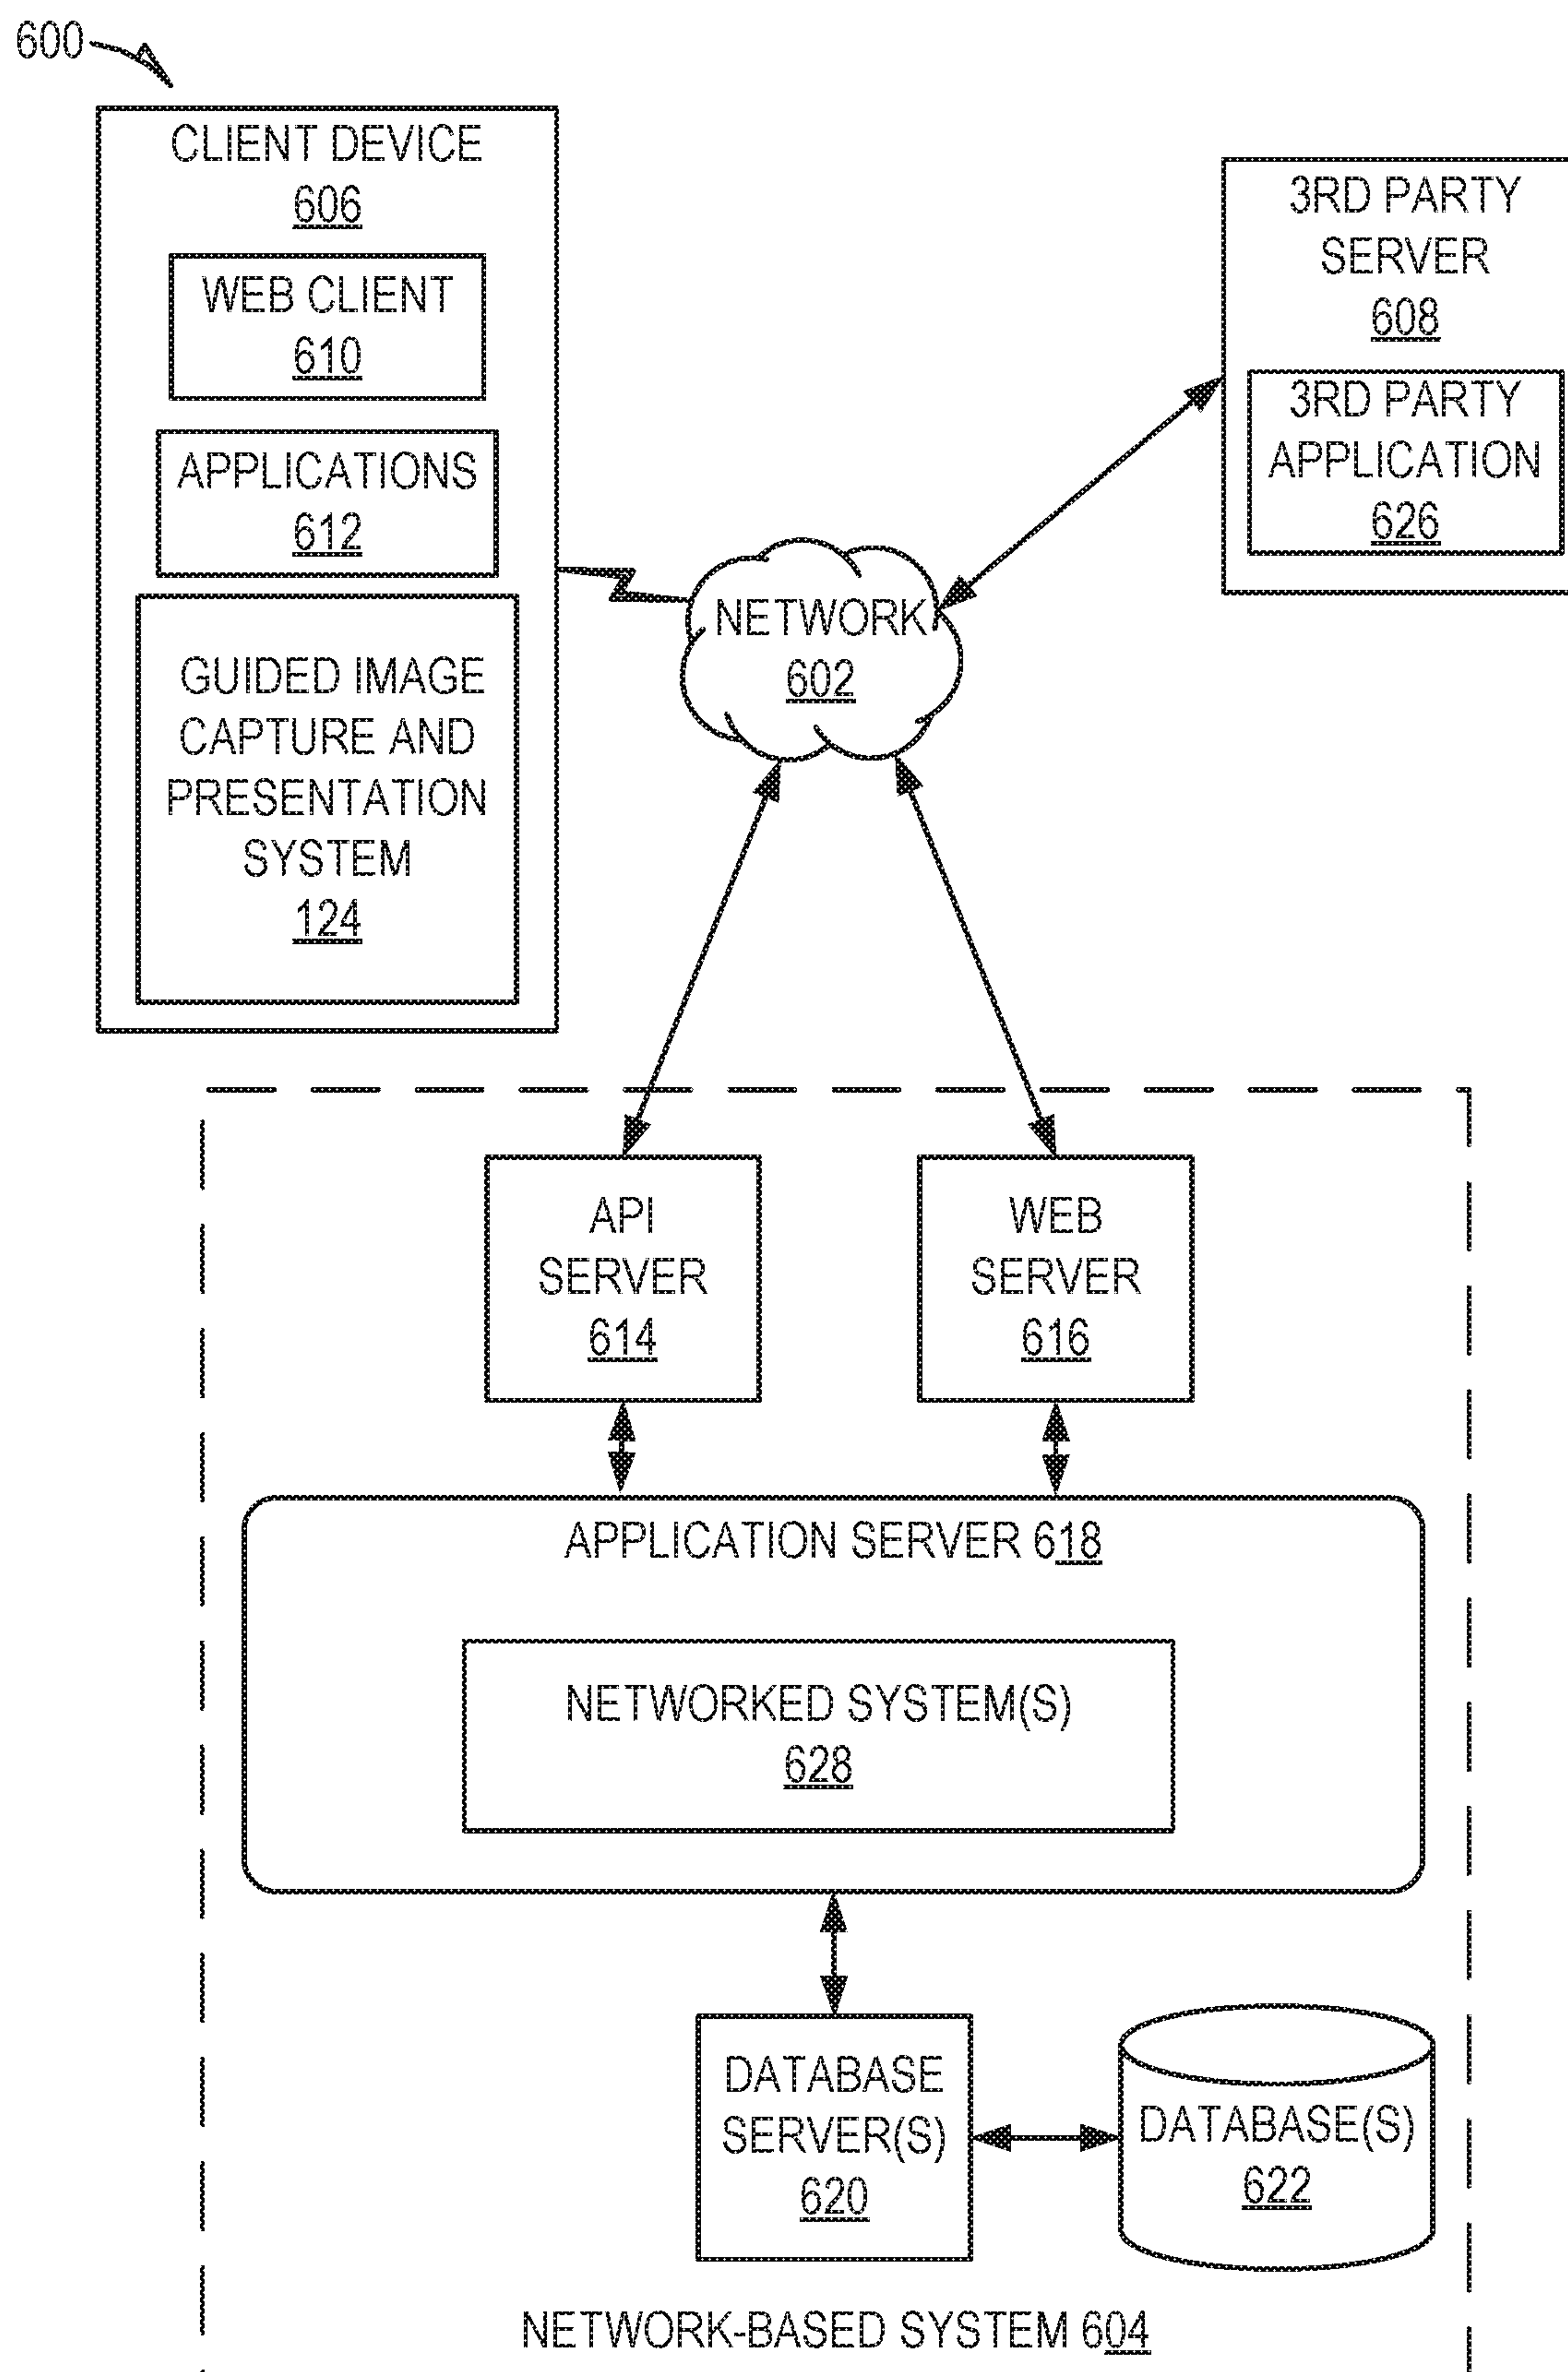 600
CLIENT DEVICE
606
WEB CLIENT
610
APPLICATIONS
612
GUIDED IMAGE
CAPTURE AND
PRESENTATION
SYSTEM
124
3RD PARTY
SERVER
608
3RD PARTY
APPLICATION
626
NETWORK
602
API
SERVER
614
WEB
SERVER
616
APPLICATION SERVER 618
NETWORKED SYSTEM(S)
628
DATABASE
SERVER(S)
620
DATABASE(S)
622
NETWORK-BASED SYSTEM 604